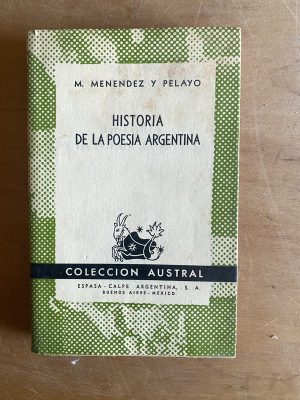 M. MENENDEZ Y PELAYO
HISTORIA
DE LA POESIA ARGENTINA
COLECCION AUSTRAL
ESPASA - CALPE ARGENTINA, S. A.
BUENOS AIRES - MEXICO